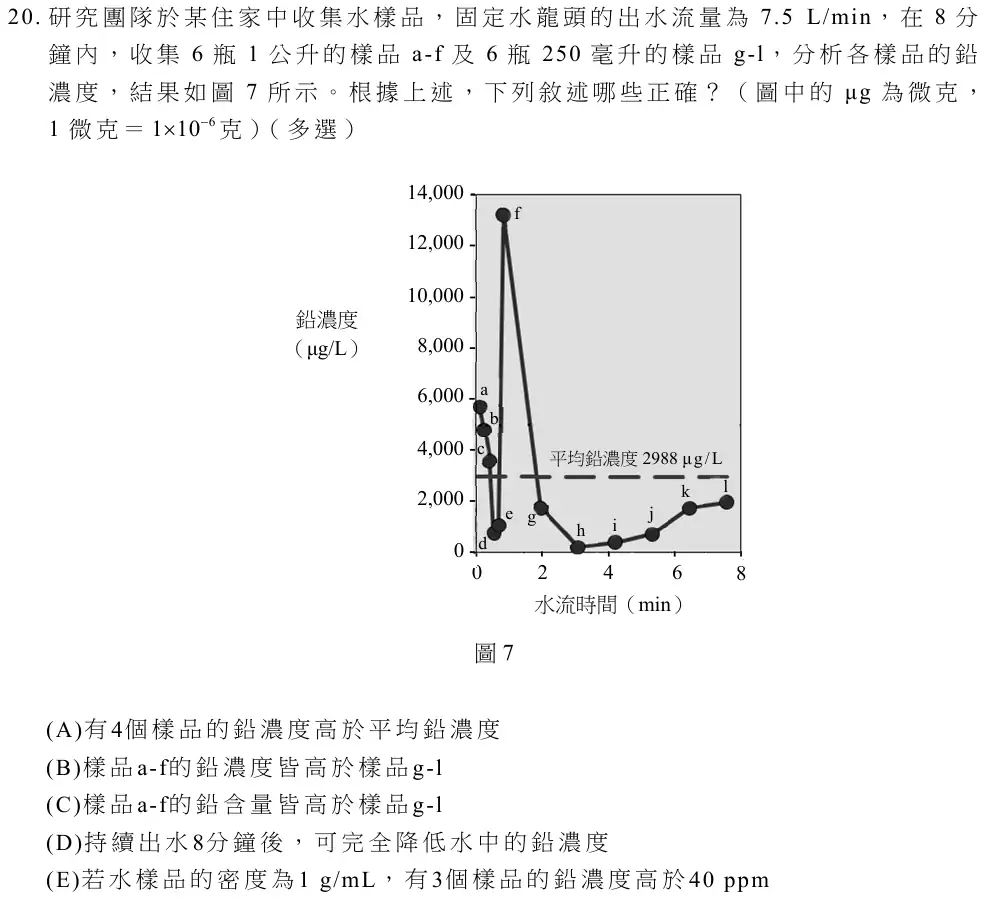 20. 研究團隊於某住家中收集水樣品，固定水龍頭的出水流量為 7.5 L/min，在 8 分
鐘內，收集 6 瓶 1 公升的樣品 a-f 及 6 瓶 250 毫升的樣品 g-l，分析各樣品的鉛
濃度，結果如圖 7 所示。根據上述，下列敘述哪些正確？（圖中的 μg 為微克，
1 微克＝1×10⁻⁶克）（多選）
14,000
f
12,000
10,000
鉛濃度
（μg/L）
8,000
6,000
a
b
4,000
c
平均鉛濃度 2988 μg/L
2,000
k
l
e
g
j
i
h
d
0
0
2
4
6
8
水流時間（min）
圖 7
(A)有4個樣品的鉛濃度高於平均鉛濃度
(B)樣品a-f的鉛濃度皆高於樣品g-l
(C)樣品a-f的鉛含量皆高於樣品g-l
(D)持續出水8分鐘後，可完全降低水中的鉛濃度
(E)若水樣品的密度為1 g/mL，有3個樣品的鉛濃度高於40 ppm